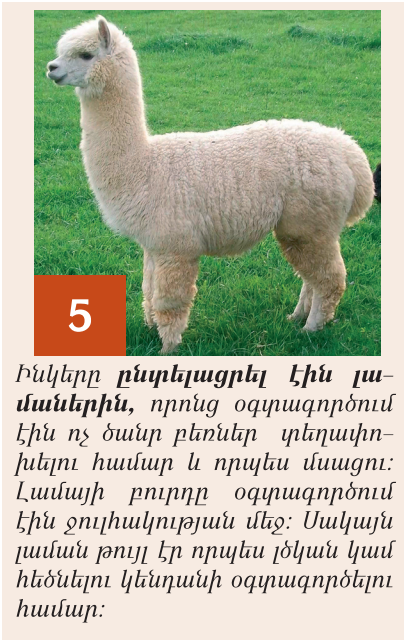 5
Ինկերը ընտելացրել էին լա-
մաներին, որոնց օգտագործում
էին ոչ ծանր բեռներ տեղափո-
խելու համար և որպես մսացու:
Լամայի բուրդը օգտագործում
էին ջուլհակության մեջ: Սակայն
լաման թույլ էր որպես լծկան կամ
հեծնելու կենդանի օգտագործելու
համար: